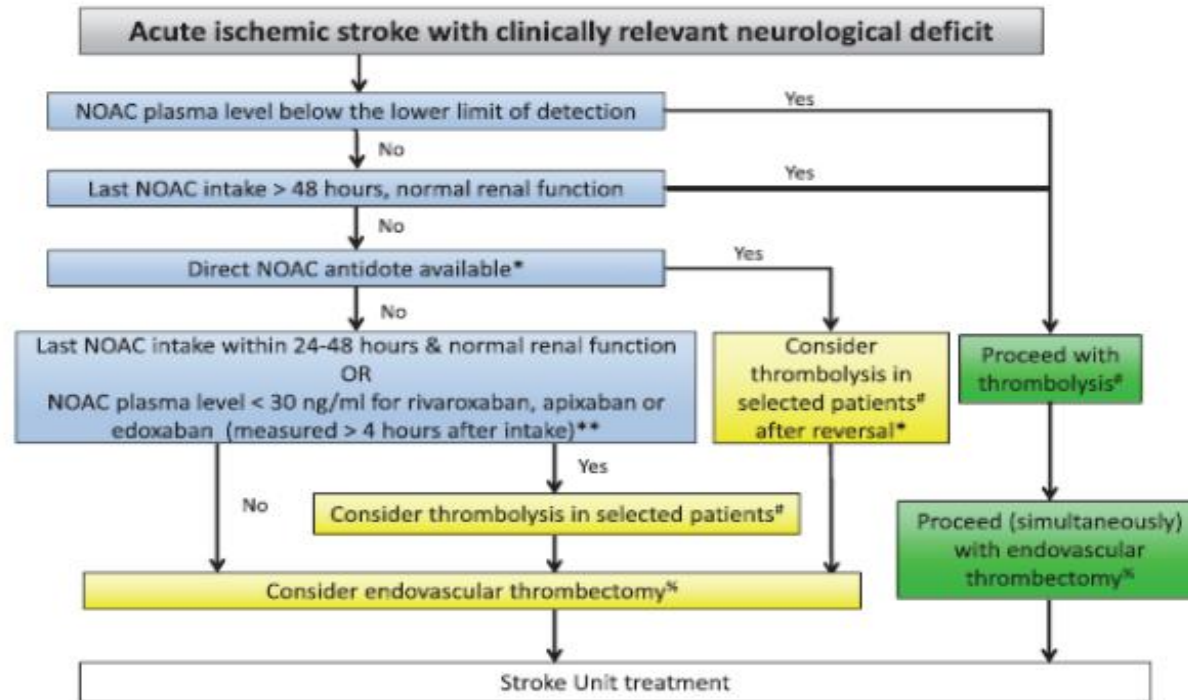 Acute ischemic stroke with clinically relevant neurological deficit
NOAC plasma level below the lower limit of detection
Yes
No
Last NOAC intake > 48 hours, normal renal function
Yes
No
Direct NOAC antidote available*
Yes
No
Last NOAC intake within 24-48 hours & normal renal function
OR
NOAC plasma level < 30 ng/ml for rivaroxaban, apixaban or
edoxaban (measured > 4 hours after intake)**
Consider
thrombolysis in
selected patients#
after reversal*
Proceed with
thrombolysis#
No
Yes
Consider thrombolysis in selected patients#
Proceed (simultaneously)
with endovascular
thrombectomy%
Consider endovascular thrombectomy%
Stroke Unit treatment